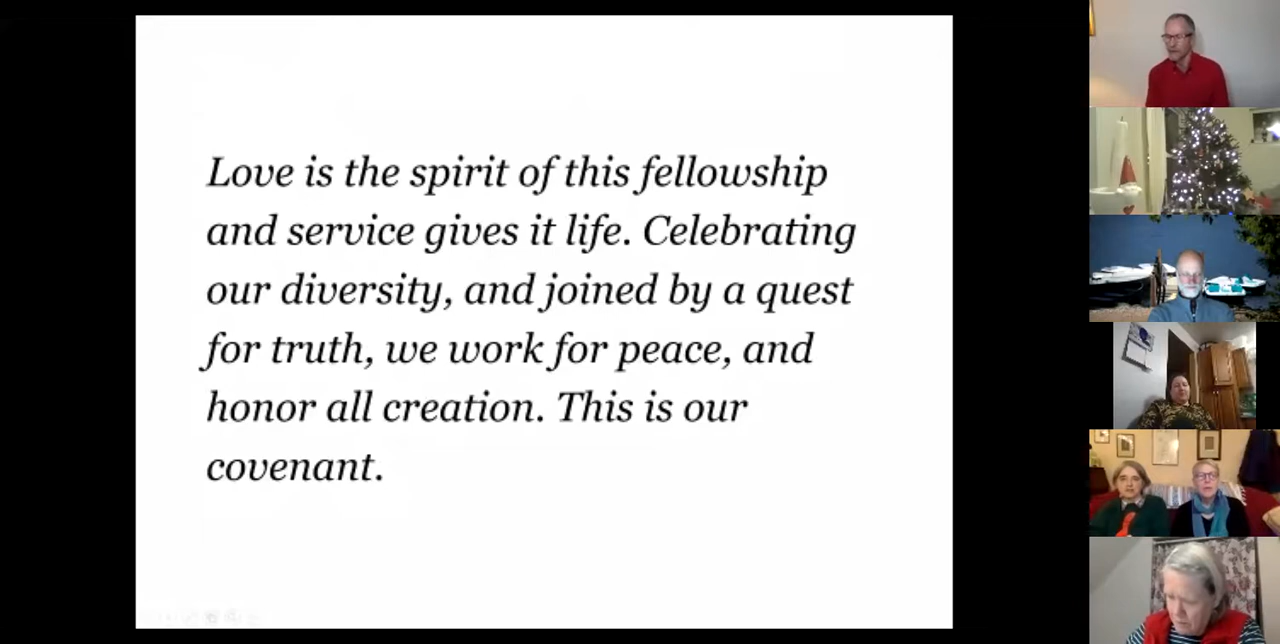 Love is the spirit of this fellowship
and service gives it life. Celebrating
our diversity, and joined by a quest
for truth, we work for peace, and
honor all creation. This is our
covenant.